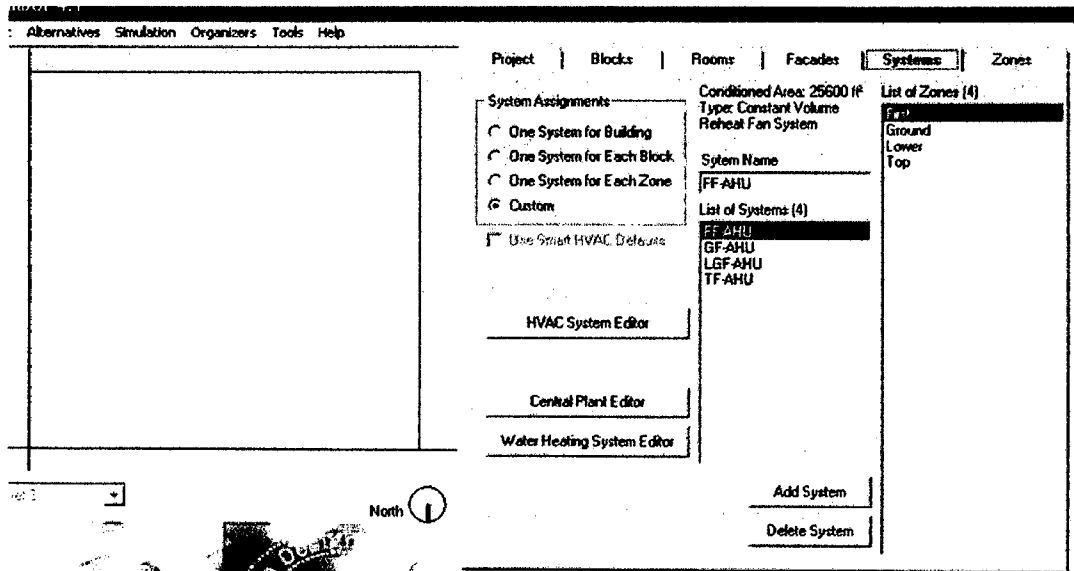 : Alternatives Simulation Organizers Tools Help
Project | Blocks | Rooms | Facades | Systems | Zones
System Assignments
One System for Building
One System for Each Block
One System for Each Zone
Custom
Use Smart HVAC Defaults
HVAC System Editor
Central Plant Editor
Water Heating System Editor
Conditioned Area: 25600 ft²
Type: Constant Volume
Reheat Fan System
Sytem Name
FF-AHU
List of Systems (4)
FF-AHU
GF-AHU
LGF-AHU
TF-AHU
Add System
Delete System
List of Zones (4)
First
Ground
Lower
Top
North